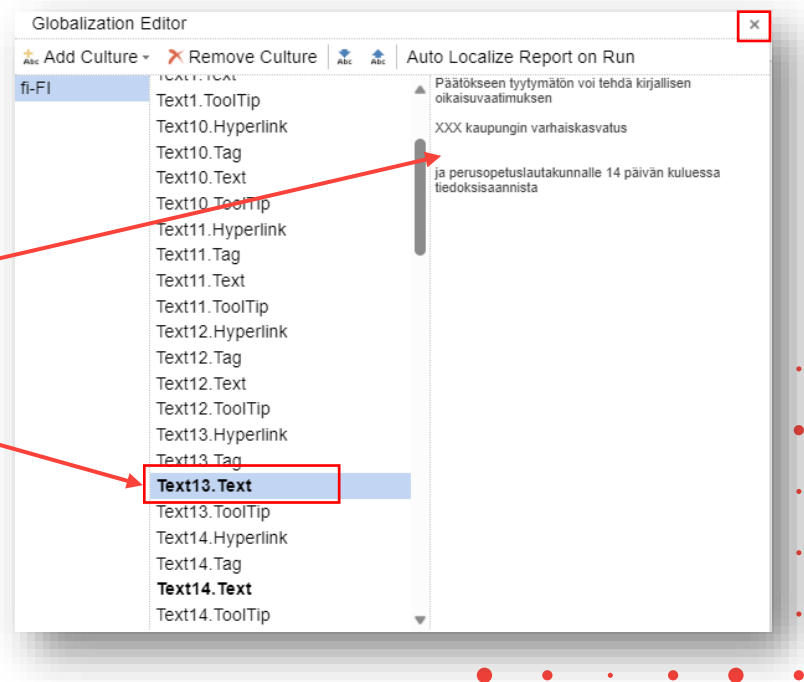 Globalization Editor
Add Culture Remove Culture Abc Abc Auto Localize Report on Run
fi-FI
Text1.Text
Text1.ToolTip
Text10.Hyperlink
Text10.Tag
Text10.Text
Text10.ToolTip
Text11.Hyperlink
Text11.Tag
Text11.Text
Text11.ToolTip
Text12.Hyperlink
Text12.Tag
Text12.Text
Text12.ToolTip
Text13.Hyperlink
Text13.Tag
Text13.Text
Text13.ToolTip
Text14.Hyperlink
Text14.Tag
Text14.Text
Text14.ToolTip
Päätökseen tyytymätön voi tehdä kirjallisen
oikaisuvaatimuksen
XXX kaupungin varhaiskasvatus
ja perusopetuslautakunnalle 14 päivän kuluessa
tiedoksisaannista